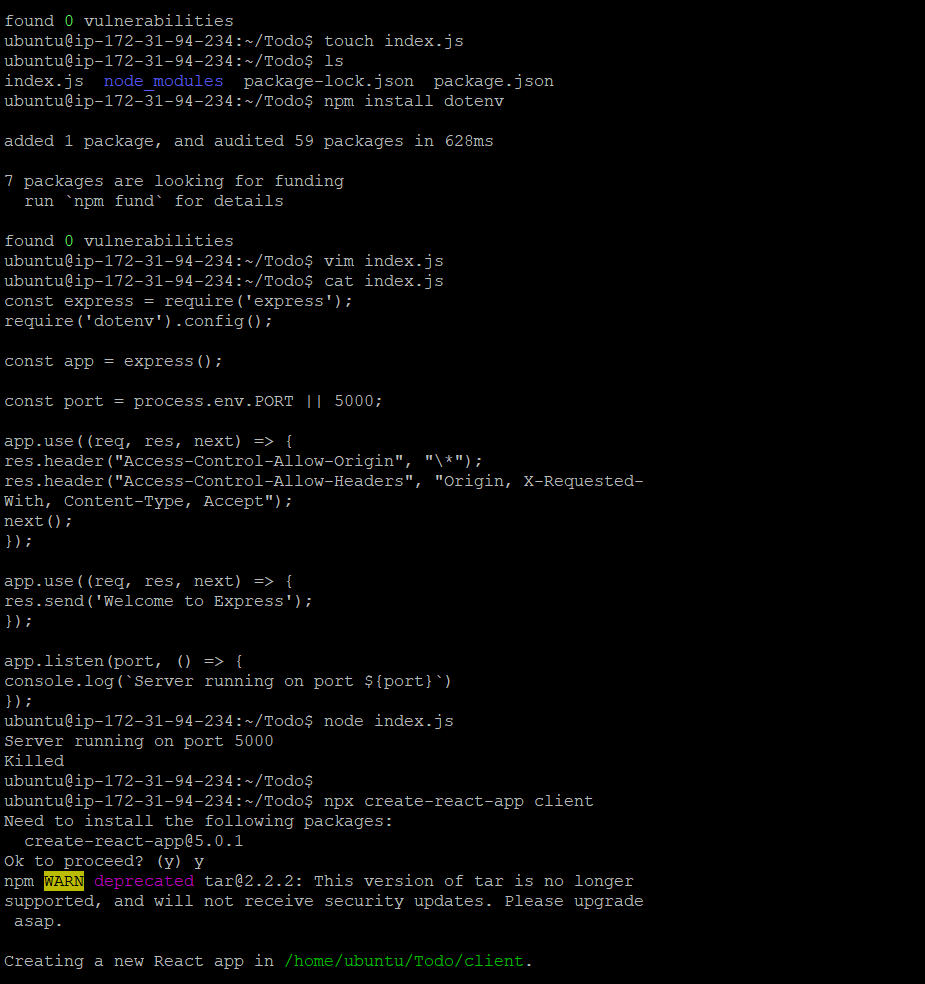 found 0 vulnerabilities
ubuntu@ip-172-31-94-234:~/Todo$ touch index.js
ubuntu@ip-172-31-94-234:~/Todo$ ls
index.js  node_modules  package-lock.json  package.json
ubuntu@ip-172-31-94-234:~/Todo$ npm install dotenv

added 1 package, and audited 59 packages in 628ms

7 packages are looking for funding
  run `npm fund` for details

found 0 vulnerabilities
ubuntu@ip-172-31-94-234:~/Todo$ vim index.js
ubuntu@ip-172-31-94-234:~/Todo$ cat index.js
const express = require('express');
require('dotenv').config();

const app = express();

const port = process.env.PORT || 5000;

app.use((req, res, next) => {
res.header("Access-Control-Allow-Origin", "\*");
res.header("Access-Control-Allow-Headers", "Origin, X-Requested-
With, Content-Type, Accept");
next();
});

app.use((req, res, next) => {
res.send('Welcome to Express');
});

app.listen(port, () => {
console.log(`Server running on port ${port}`)
});
ubuntu@ip-172-31-94-234:~/Todo$ node index.js
Server running on port 5000
Killed
ubuntu@ip-172-31-94-234:~/Todo$
ubuntu@ip-172-31-94-234:~/Todo$ npx create-react-app client
Need to install the following packages:
  create-react-app@5.0.1
Ok to proceed? (y) y
npm WARN deprecated tar@2.2.2: This version of tar is no longer
supported, and will not receive security updates. Please upgrade
 asap.

Creating a new React app in /home/ubuntu/Todo/client.